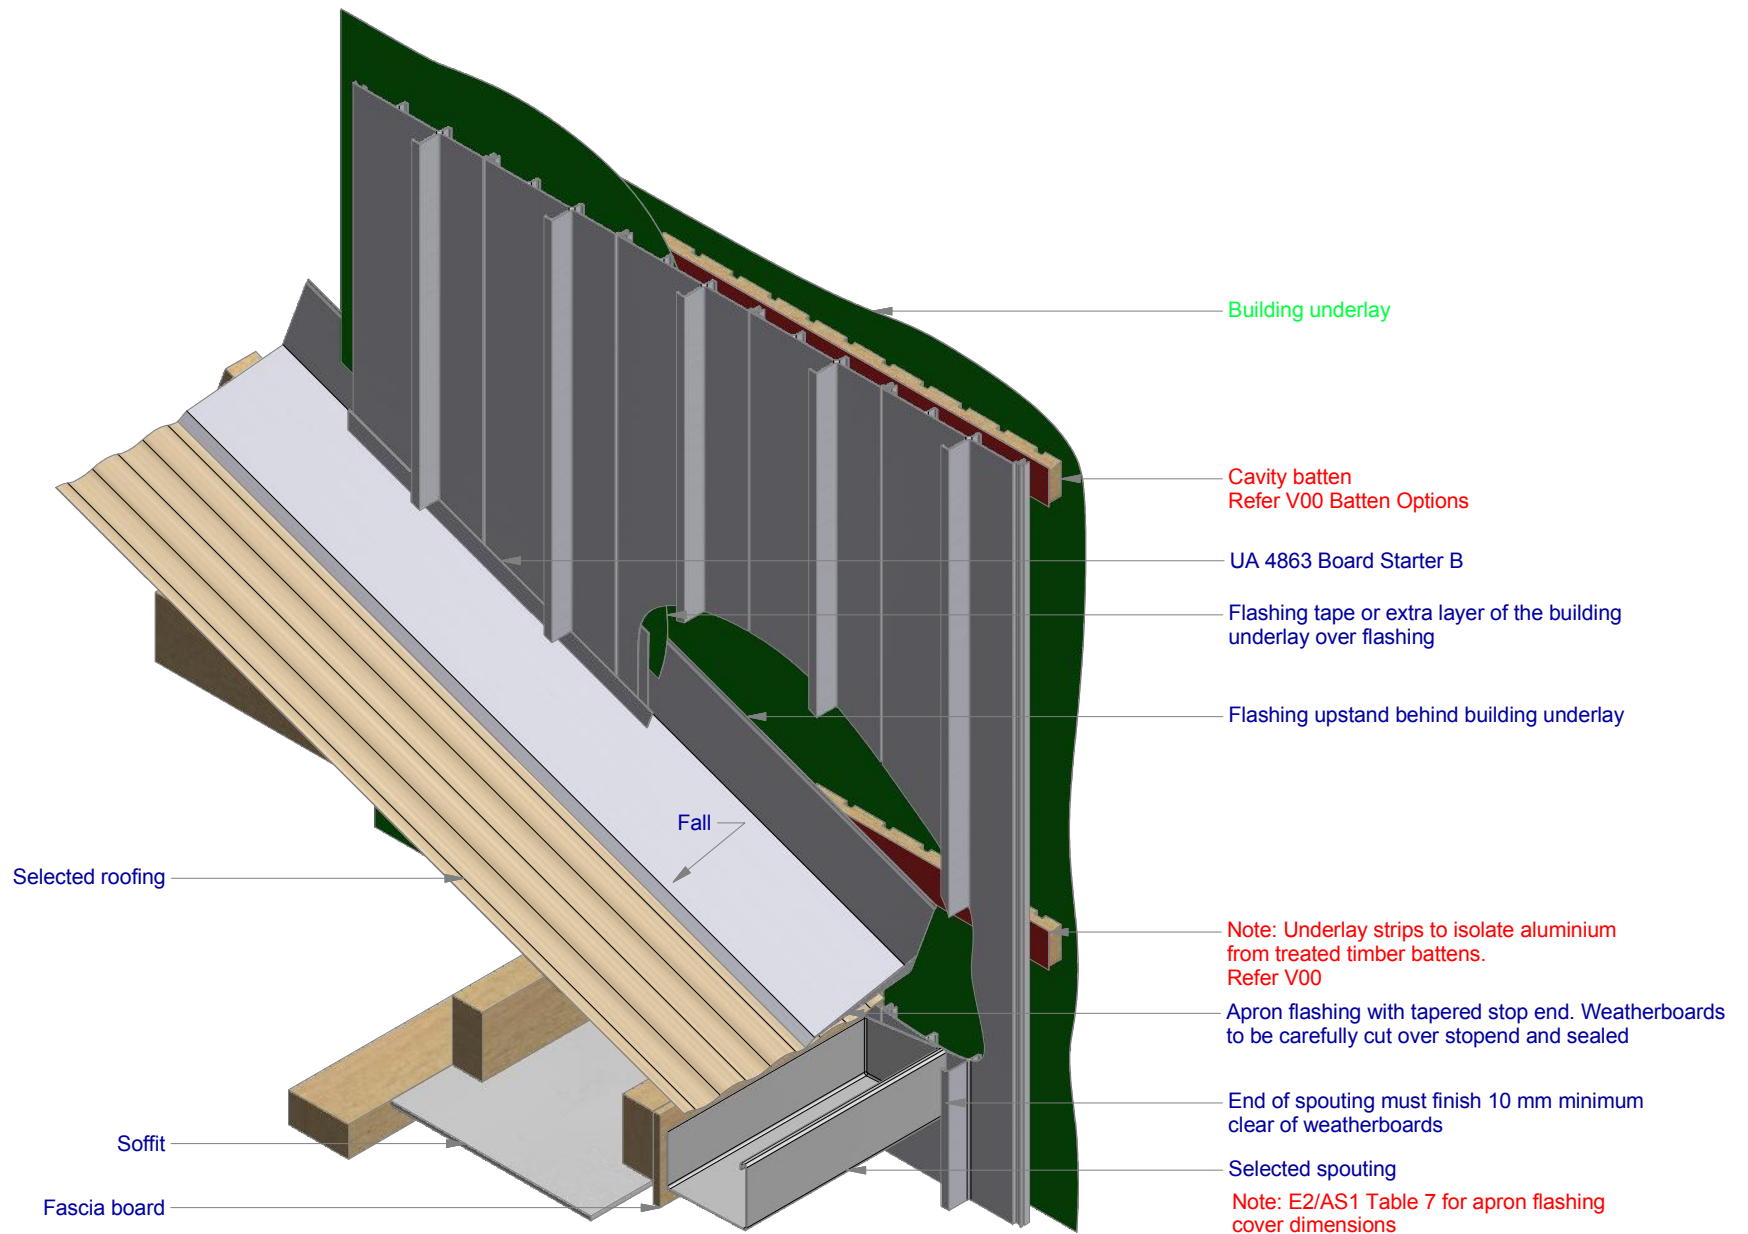 Building underlay
Cavity batten
Refer V00 Batten Options
UA 4863 Board Starter B
Flashing tape or extra layer of the building
underlay over flashing
Flashing upstand behind building underlay
Fall
Selected roofing
Note: Underlay strips to isolate aluminium
from treated timber battens.
Refer V00
Apron flashing with tapered stop end. Weatherboards
to be carefully cut over stopend and sealed
End of spouting must finish 10 mm minimum
clear of weatherboards
Soffit
Selected spouting
Fascia board
Note: E2/AS1 Table 7 for apron flashing
cover dimensions